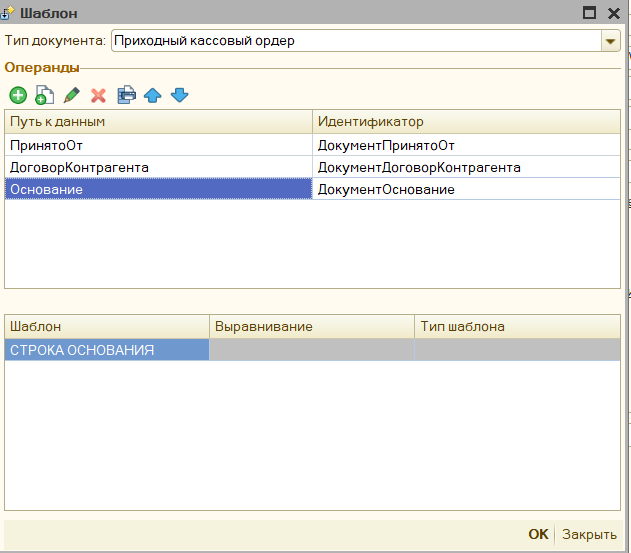 Шаблон
Тип документа: Приходный кассовый ордер
Операнды
Путь к данным Идентификатор
ПринятоОт ДокументПринятоОт
ДоговорКонтрагента ДокументДоговорКонтрагента
Основание ДокументОснование
Шаблон Выравнивание Тип шаблона
СТРОКА ОСНОВАНИЯ
OK Закрыть